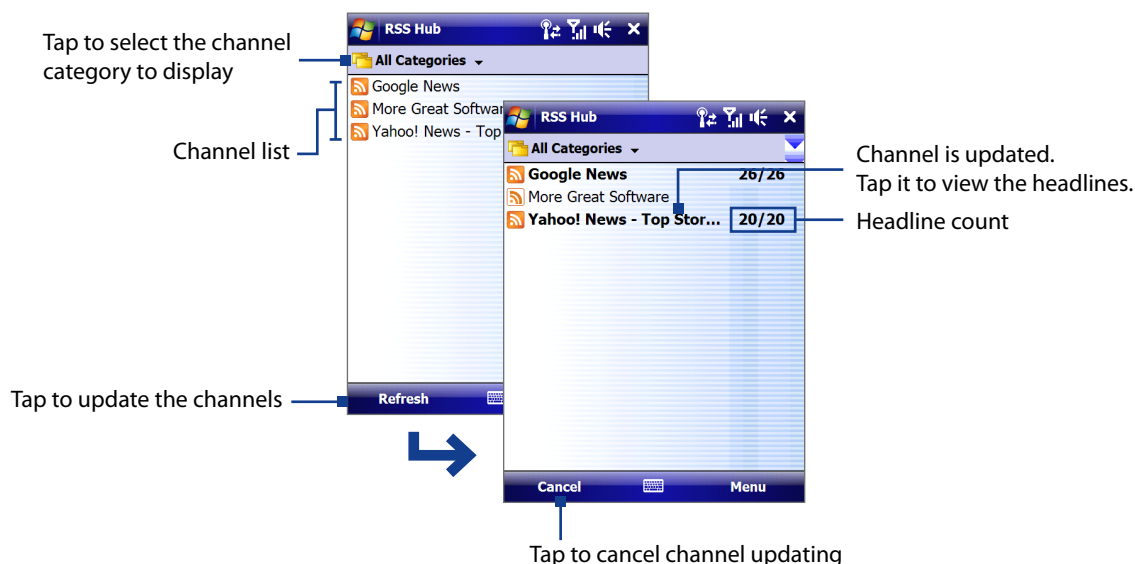 RSS Hub
Tap to select the channel
category to display
All Categories
Google News
More Great Softwar
Yahoo! News - Top
Channel list
RSS Hub
All Categories
Channel is updated.
Tap it to view the headlines.
Google News 26/26
More Great Software
Yahoo! News - Top Stor... 20/20
Headline count
Tap to update the channels
Refresh
Cancel Menu
Tap to cancel channel updating